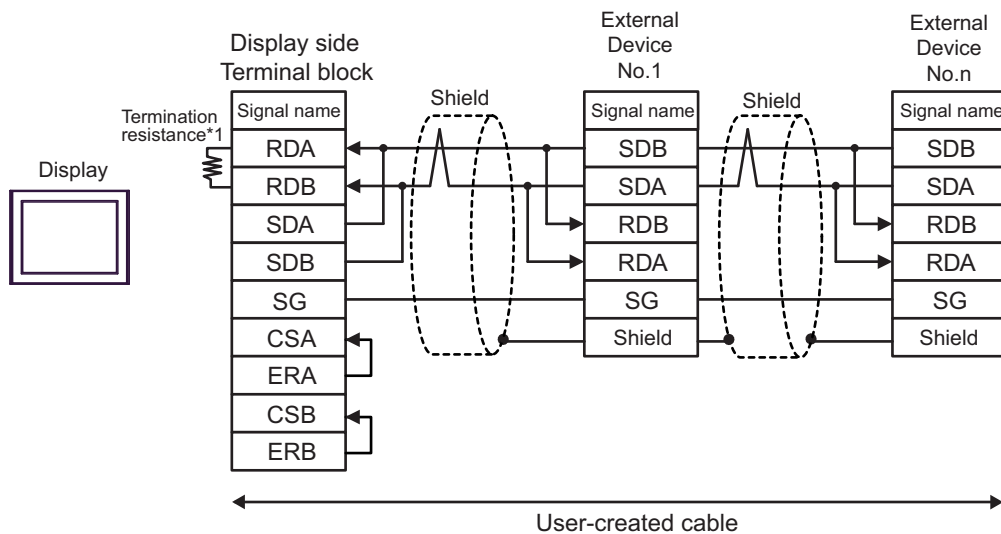 Display
Termination
resistance*1
Display side
Terminal block
Signal name
RDA
RDB
SDA
SDB
SG
CSA
ERA
CSB
ERB
Shield
External
Device
No.1
Signal name
SDB
SDA
RDB
RDA
SG
Shield
Shield
External
Device
No.n
Signal name
SDB
SDA
RDB
RDA
SG
Shield
User-created cable